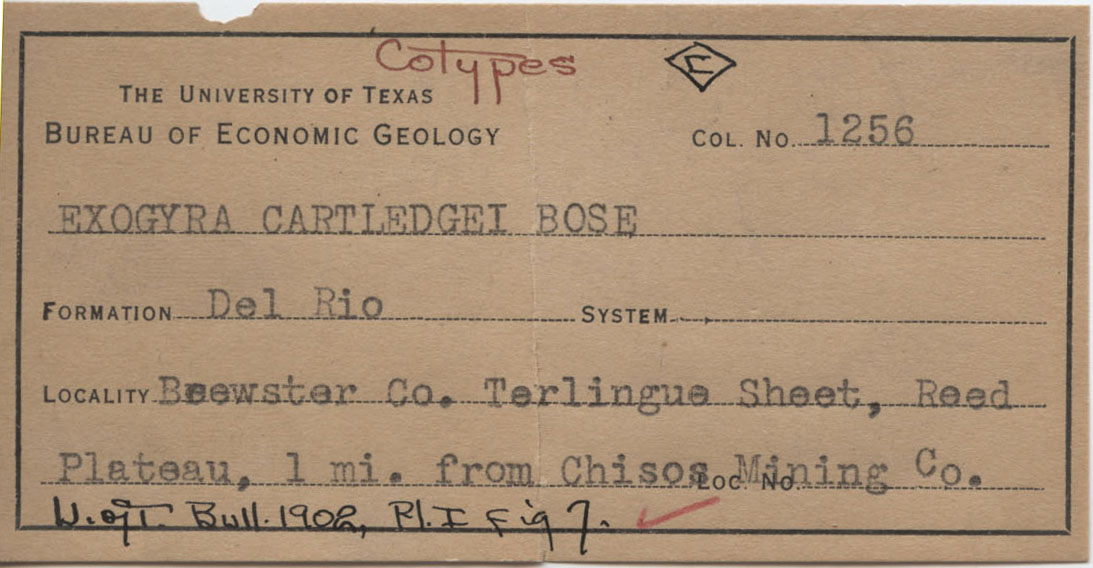 Cotypes
C
THE UNIVERSITY OF TEXAS
BUREAU OF ECONOMIC GEOLOGY
COL. NO. 1256
EXOGYRA CARTLEDGEI BOSE
FORMATION Del Rio SYSTEM
LOCALITY Brewster Co. Terlingue Sheet, Reed
Plateau, 1 mi. from Chisos Mining Co.
LOC. NO.
U. of T. Bull. 1902, Pl. I fig 7.